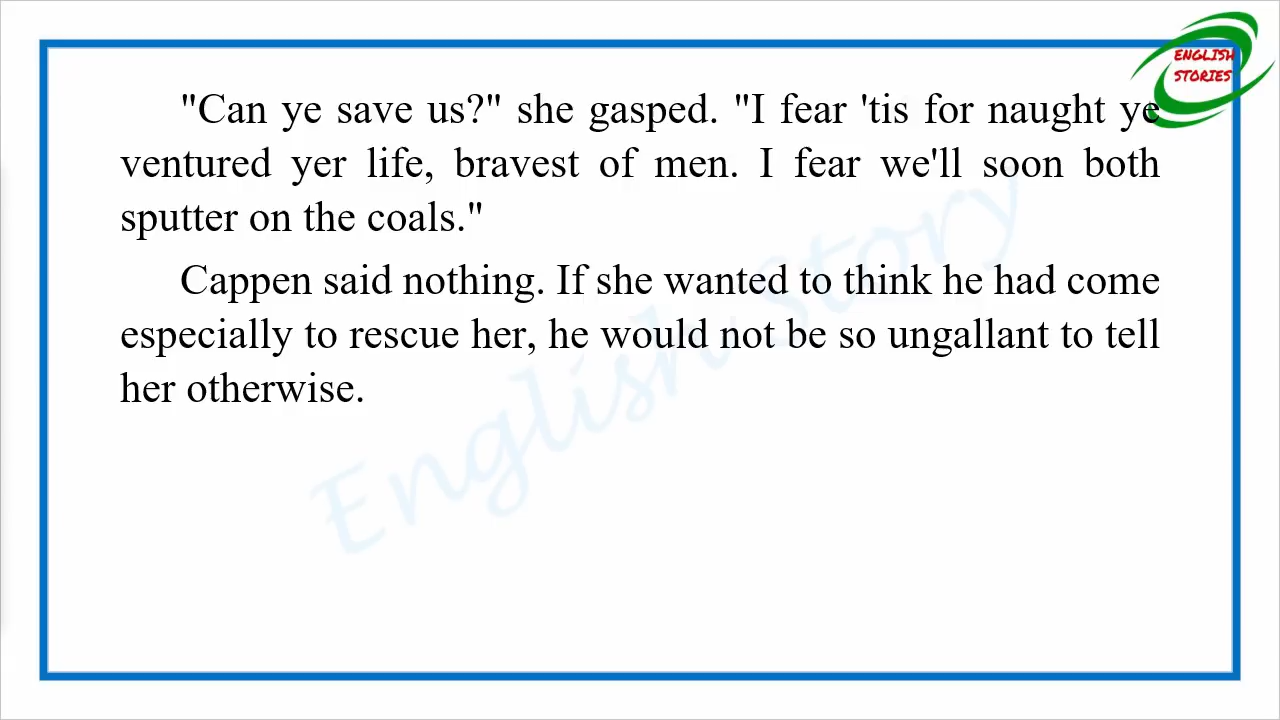 ENGLISH
STORIES
"Can ye save us?" she gasped. "I fear 'tis for naught ye
ventured yer life, bravest of men. I fear we'll soon both
sputter on the coals."
Cappen said nothing. If she wanted to think he had come
especially to rescue her, he would not be so ungallant to tell
her otherwise.
English Story